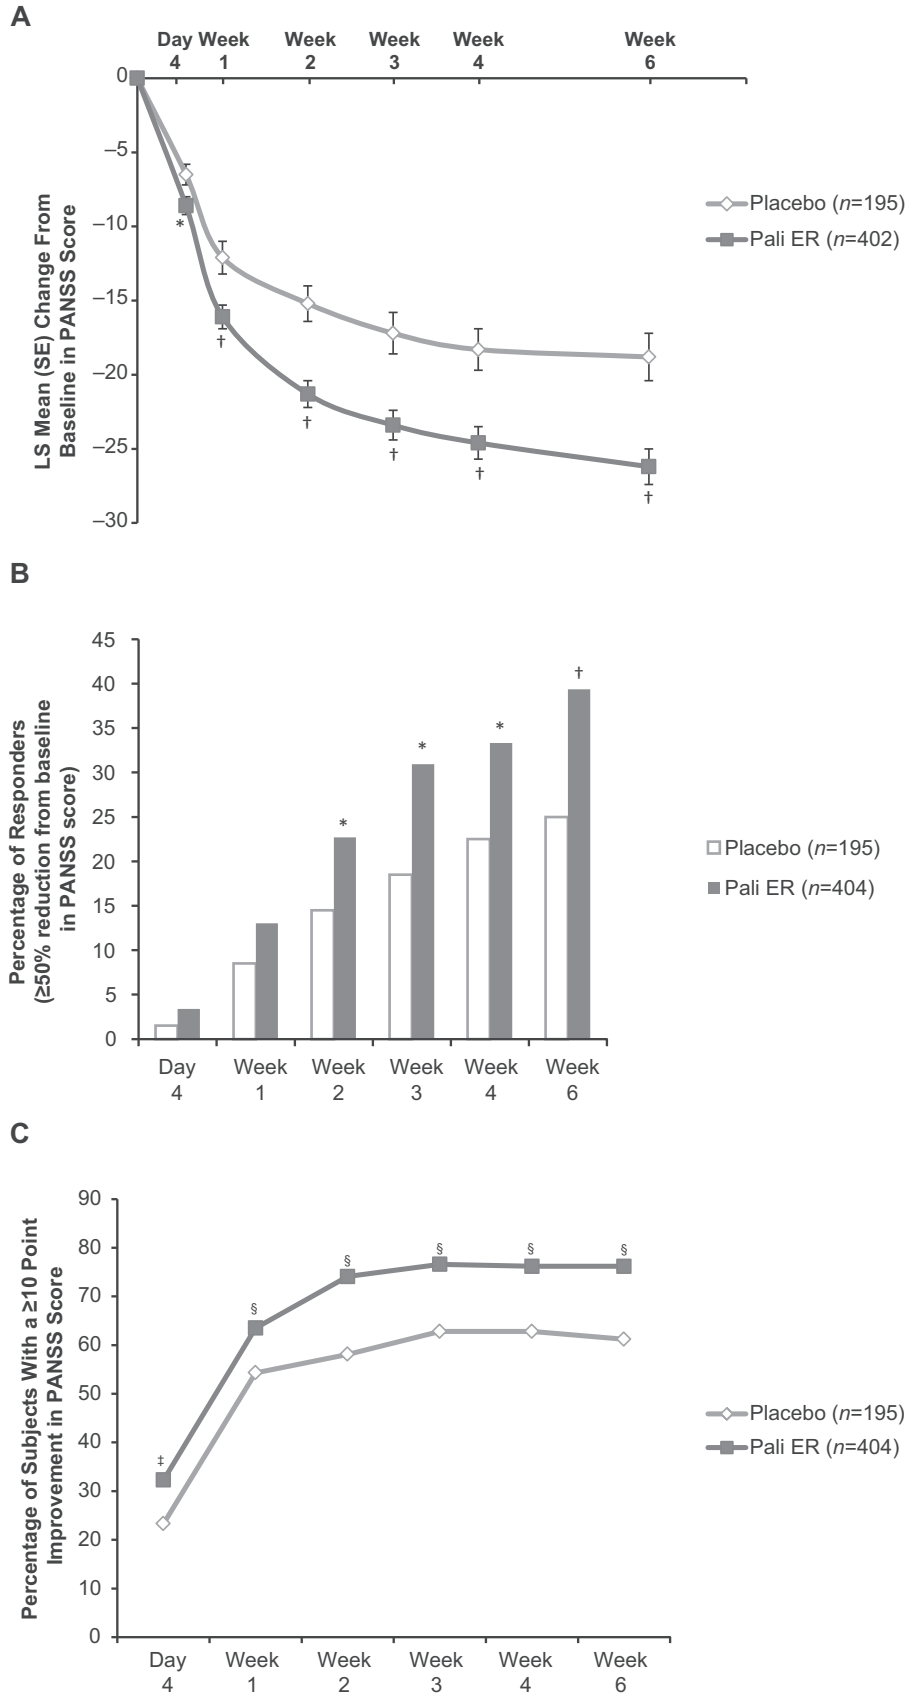 A
Day Week Week Week Week Week
4 1 2 3 4 6
0
–5
–10
–15
–20
–25
–30
LS Mean (SE) Change From
Baseline in PANSS Score
*
†
†
†
†
†
Placebo (n=195)
Pali ER (n=402)
B
45
40
35
30
25
20
15
10
5
0
Percentage of Responders
(≥50% reduction from baseline
in PANSS score)
*
*
*
†
Day Week Week Week Week Week
4 1 2 3 4 6
Placebo (n=195)
Pali ER (n=404)
C
90
80
70
60
50
40
30
20
10
0
Percentage of Subjects With a ≥10 Point
Improvement in PANSS Score
‡
§
§
§
§
§
Day Week Week Week Week Week
4 1 2 3 4 6
Placebo (n=195)
Pali ER (n=404)